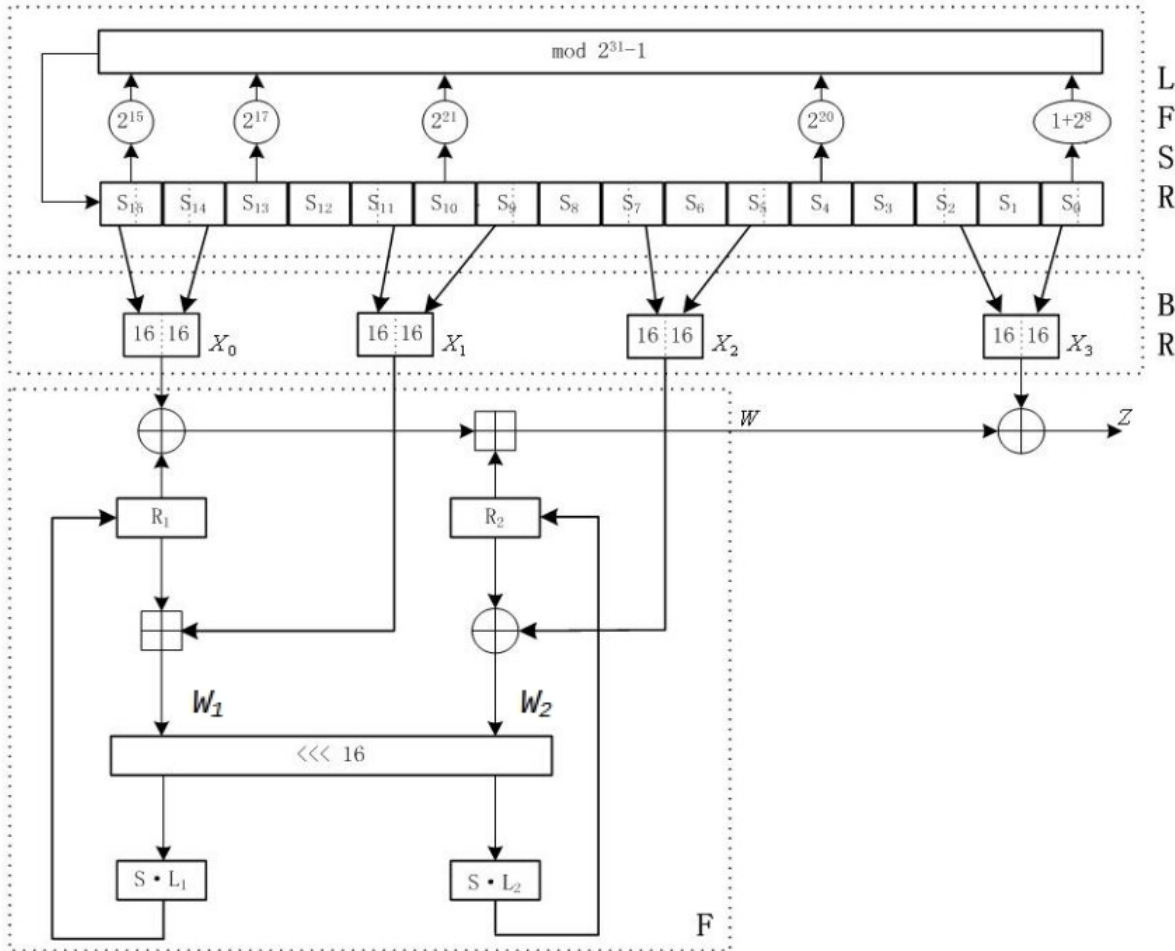 mod 2³¹-1
2¹⁵ 2¹⁷ 2²¹ 2²⁰ 1+2⁸
S₁₅ S₁₄ S₁₃ S₁₂ S₁₁ S₁₀ S₉ S₈ S₇ S₆ S₅ S₄ S₃ S₂ S₁ S₀
L
F
S
R
16 16 X₀ 16 16 X₁ 16 16 X₂ 16 16 X₃
B
R
W Z
R₁ R₂
W₁ W₂
<<< 16
S • L₁ S • L₂
F